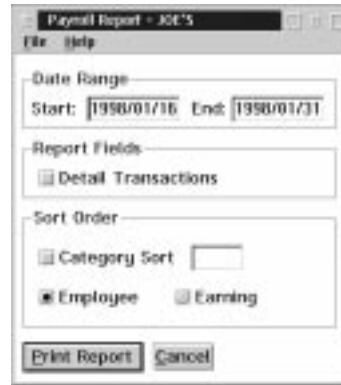 Payroll Report - JOE'S
File Help
Date Range
Start: 1998/01/16 End: 1998/01/31
Report Fields
Detail Transactions
Sort Order
Category Sort
Employee Earning
Print Report Cancel